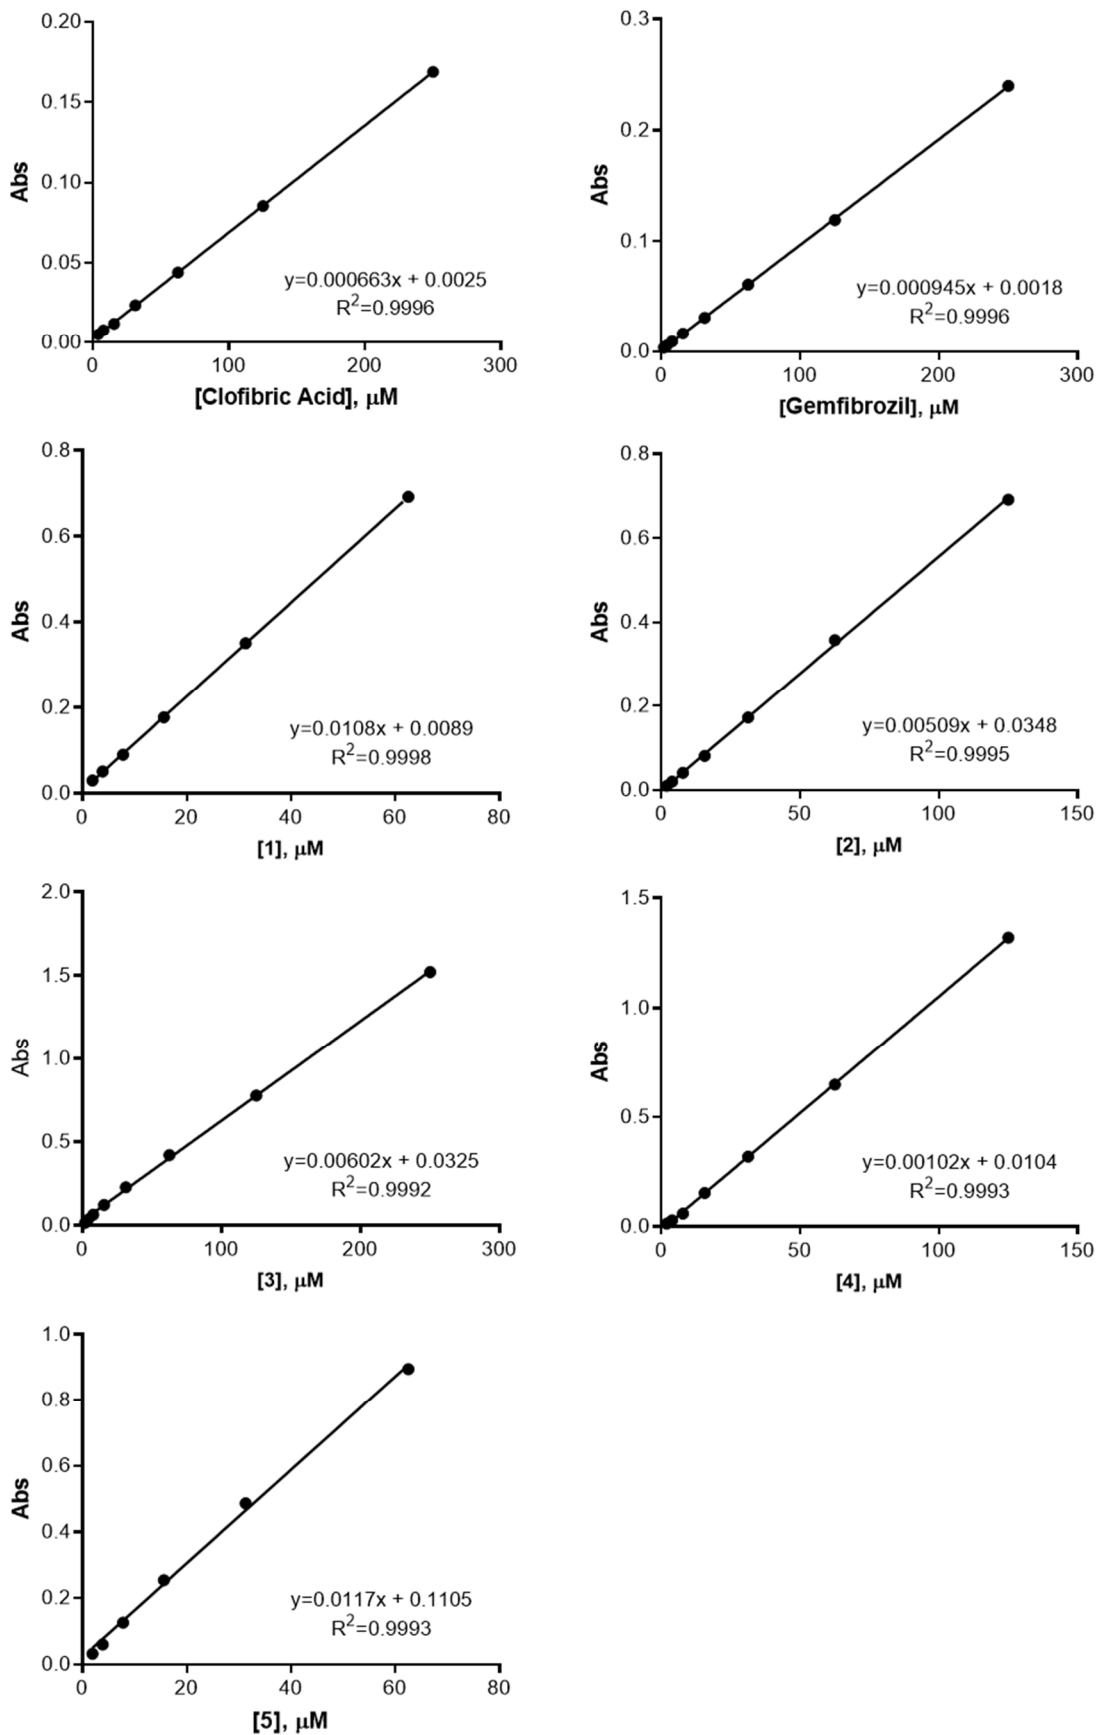 0.20
0.15
0.10
0.05
0.00
Abs
0 100 200 300
[Clofibric Acid], μM
y=0.000663x + 0.0025
R²=0.9996
0.3
0.2
0.1
0.0
Abs
0 100 200 300
[Gemfibrozil], μM
y=0.000945x + 0.0018
R²=0.9996
0.8
0.6
0.4
0.2
0.0
Abs
0 20 40 60 80
[1], μM
y=0.0108x + 0.0089
R²=0.9998
0.8
0.6
0.4
0.2
0.0
Abs
0 50 100 150
[2], μM
y=0.00509x + 0.0348
R²=0.9995
2.0
1.5
1.0
0.5
0.0
Abs
0 100 200 300
[3], μM
y=0.00602x + 0.0325
R²=0.9992
1.5
1.0
0.5
0.0
Abs
0 50 100 150
[4], μM
y=0.00102x + 0.0104
R²=0.9993
1.0
0.8
0.6
0.4
0.2
0.0
Abs
0 20 40 60 80
[5], μM
y=0.0117x + 0.1105
R²=0.9993